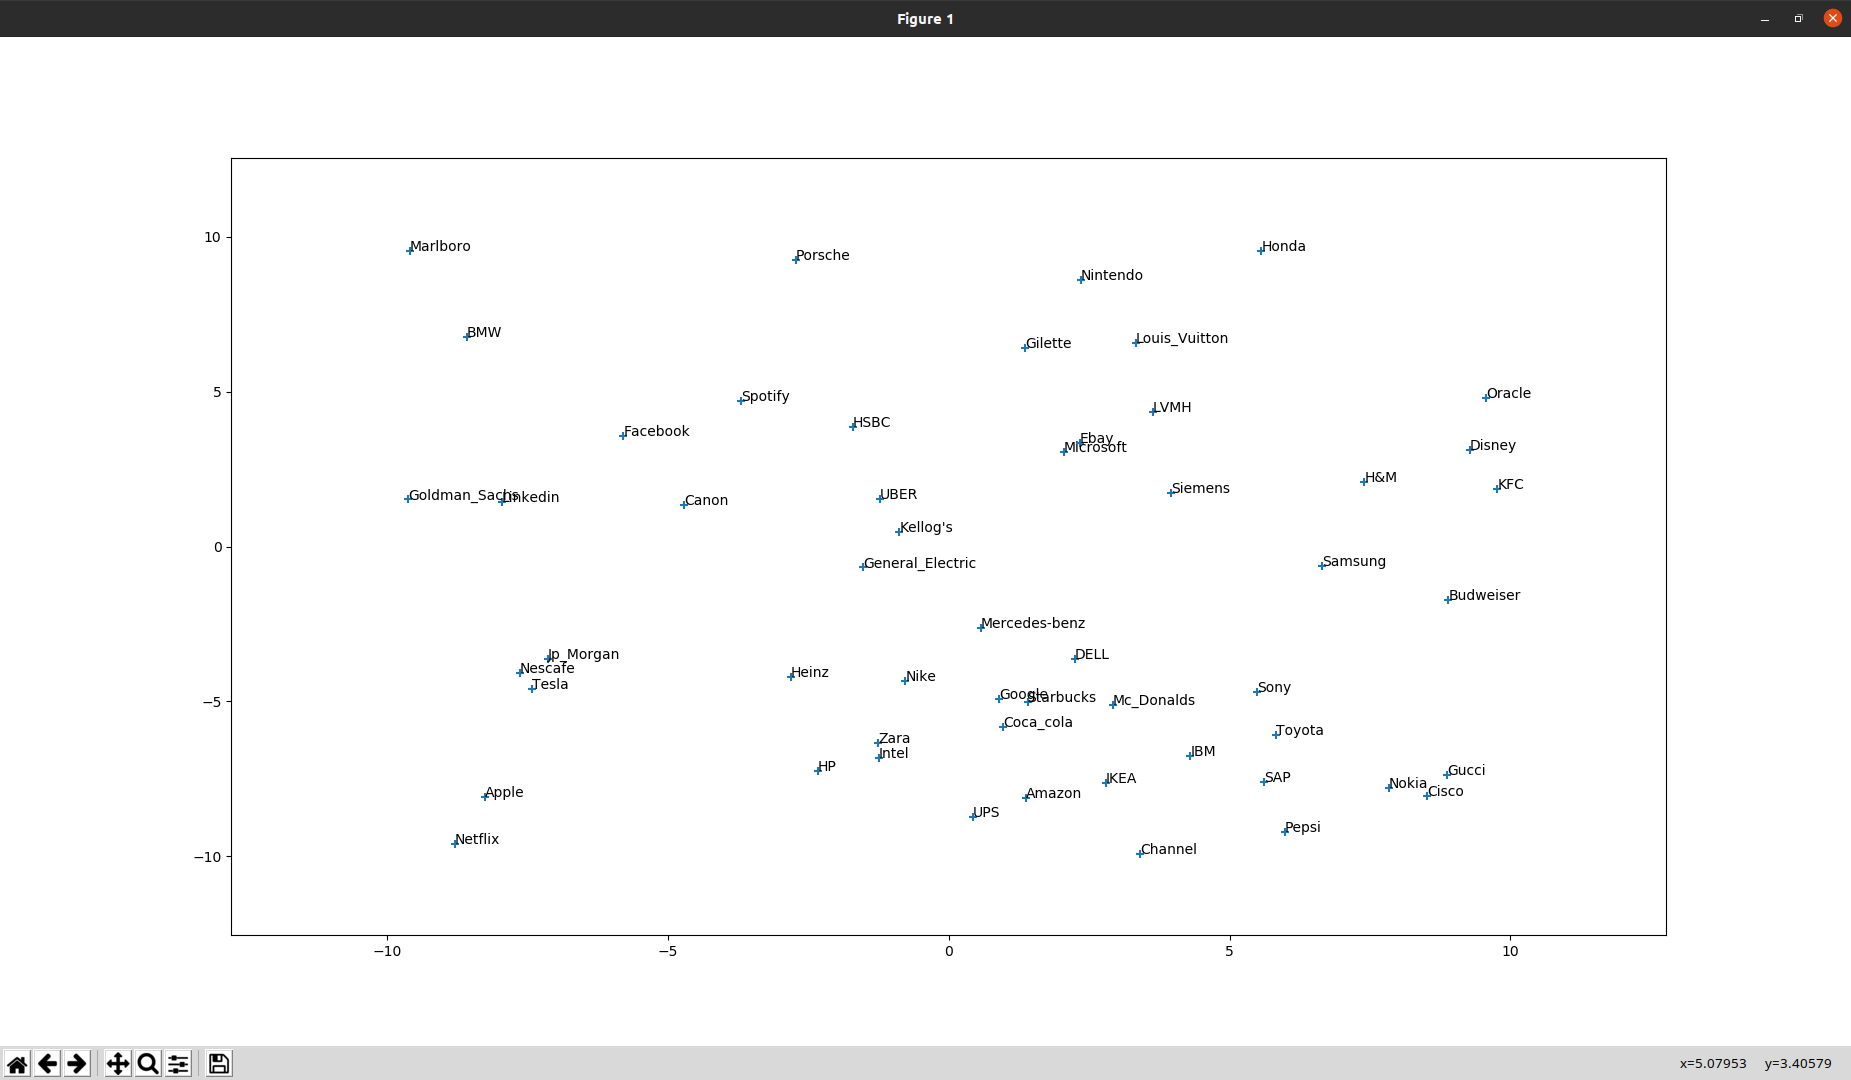 Figure 1
10
Marlboro
Honda
Porsche
Nintendo
BMW
Louis_Vuitton
Gilette
5
Oracle
Spotify
LVMH
HSBC
Facebook
Ebay
Microsoft
Disney
H&M
KFC
Siemens
UBER
Goldman_Sachs
Linkedin
Canon
Kellog's
0
Samsung
General_Electric
Budweiser
Mercedes-benz
Jp_Morgan
DELL
Nescafe
Heinz
Nike
Tesla
Sony
Google
Starbucks
Mc_Donalds
−5
Coca_cola
Toyota
Zara
IBM
Intel
HP
Gucci
SAP
IKEA
Nokia
Cisco
Apple
Amazon
UPS
Pepsi
Netflix
Channel
−10
−10
−5
0
5
10
x=5.07953 y=3.40579